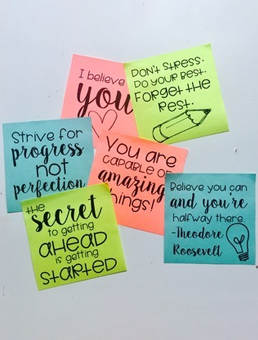 I believe in
you
Don't Stress.
Do your Best.
Forget the
Rest.
Strive for
progress
not
perfection
You are
capable of
amazing
things!
the
secret
to getting
AHEAD
is getting
STARTED
Believe you can
and you're
halfway there.
-Theodore
Roosevelt